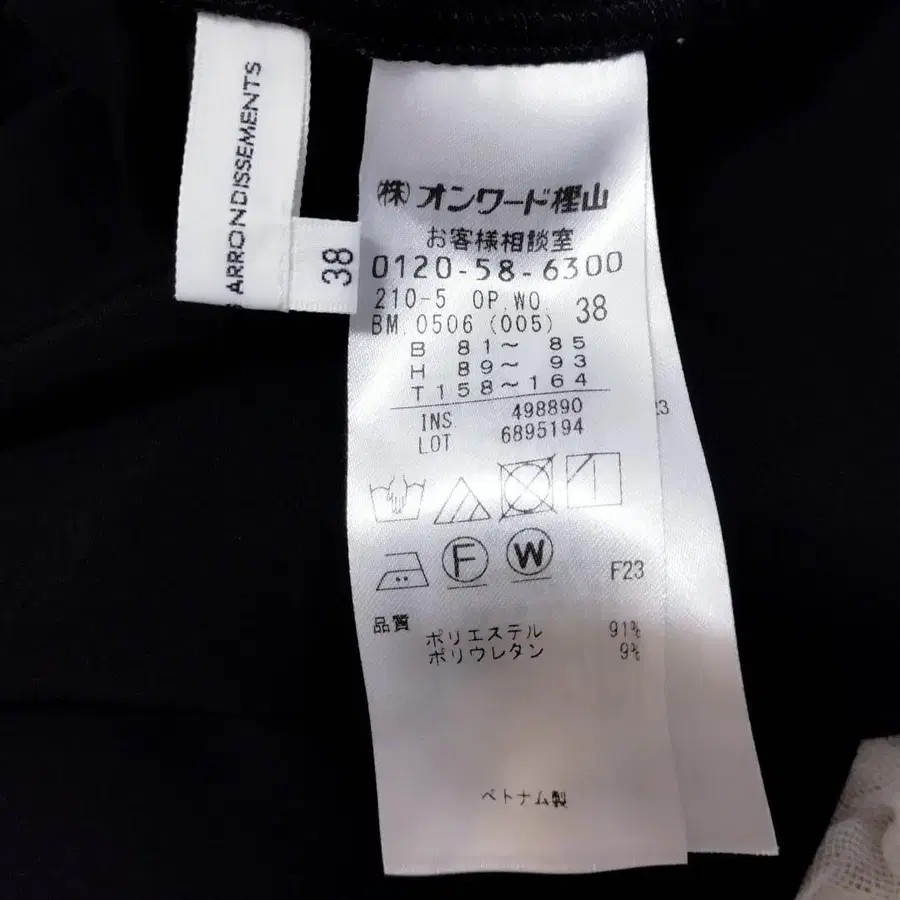 ARRONDISSEMENTS
38
㈱オンワード樫山
お客様相談室
0120-58-6300
210-5 OP.WO.
BM.0506 (005) 38
B 81〜 85
H 89〜 93
T158〜164
INS 498890
LOT 6895194
F
W
F23
品質
ポリエステル 91%
ポリウレタン 9%
ベトナム製
23